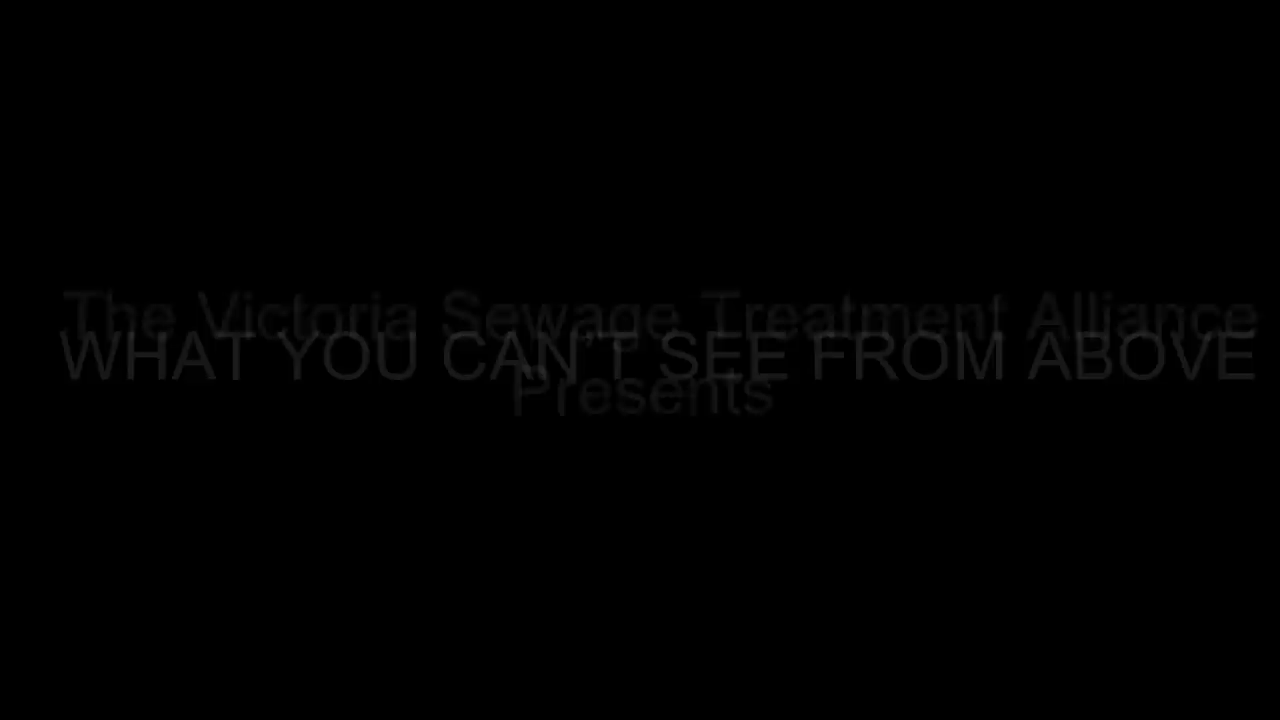 The Victoria Sewage Treatment Alliance
WHAT YOU CAN'T SEE FROM ABOVE
Presents